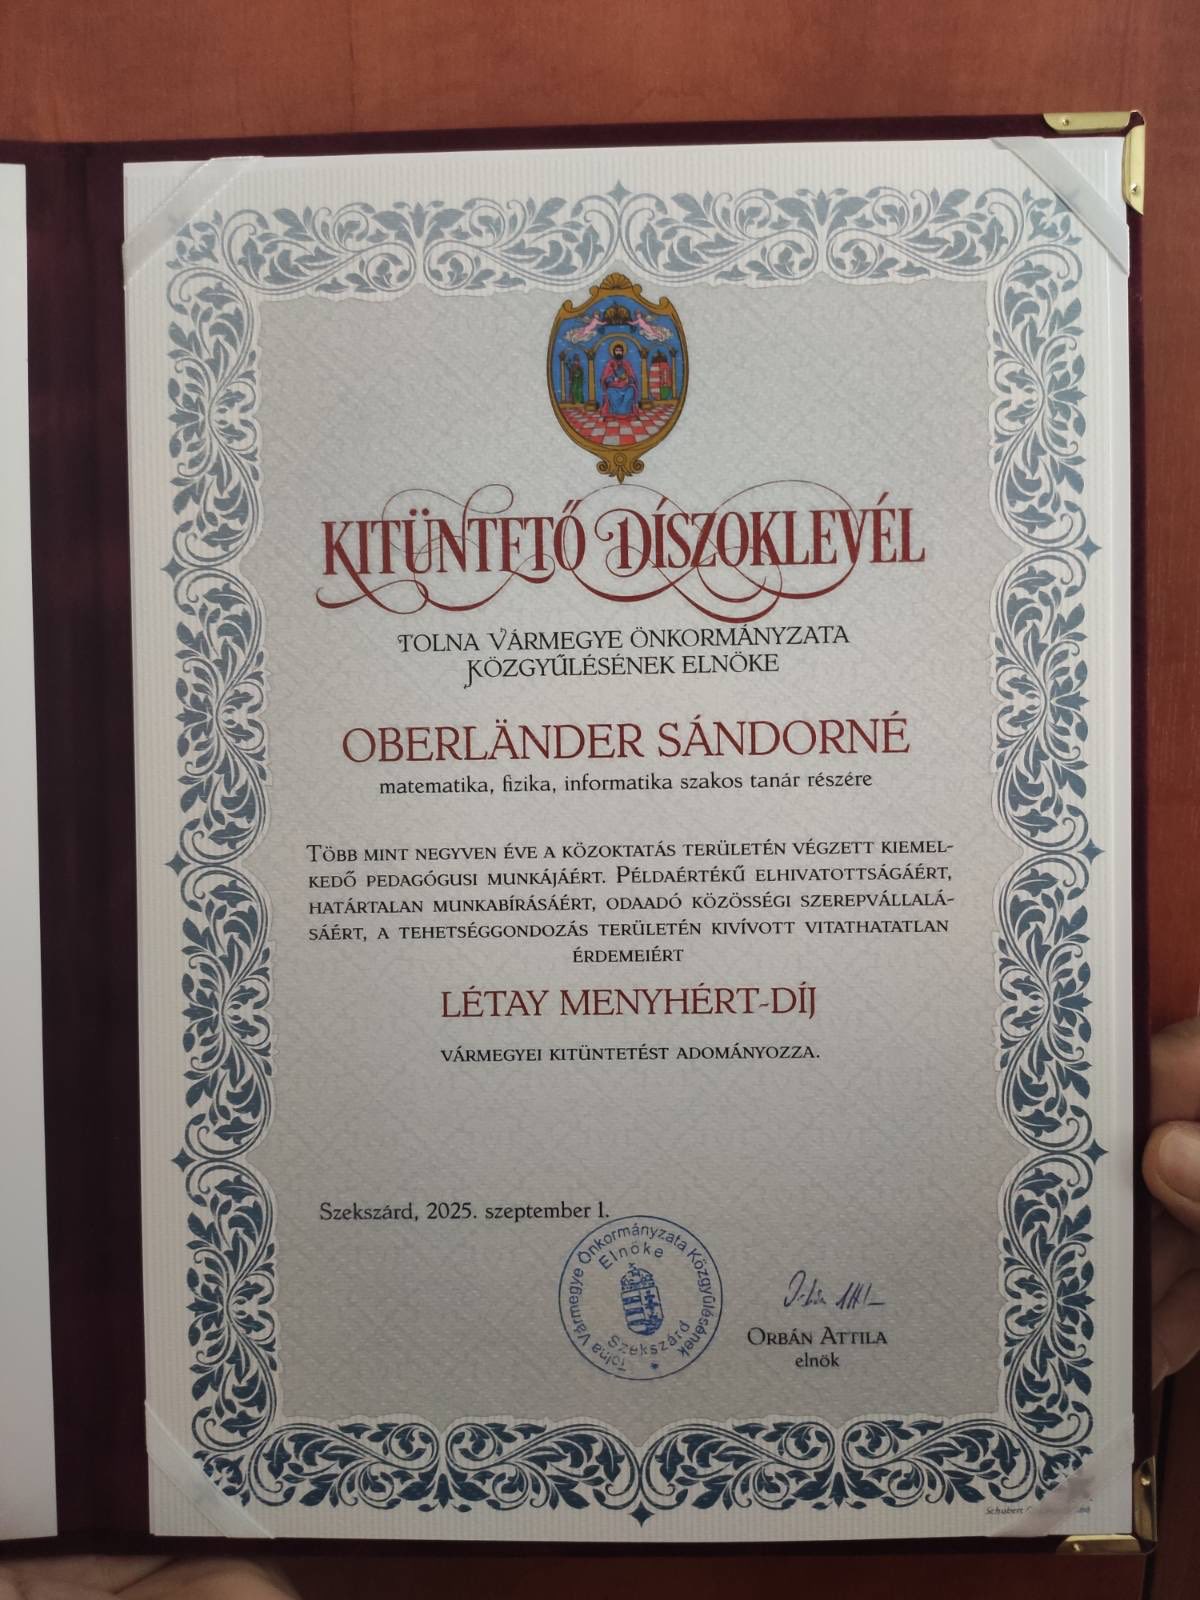 KITÜNTETŐ DÍSZOKLEVÉL
TOLNA VÁRMEGYE ÖNKORMÁNYZATA
KÖZGYŰLÉSÉNEK ELNÖKE
OBERLÄNDER SÁNDORNÉ
matematika, fizika, informatika szakos tanár részére
TÖBB MINT NEGYVEN ÉVE A KÖZOKTATÁS TERÜLETÉN VÉGZETT KIEMEL-
KEDŐ PEDAGÓGUSI MUNKÁJÁÉRT. PÉLDAÉRTÉKŰ ELHIVATOTTSÁGÁÉRT,
HATÁRTALAN MUNKABÍRÁSÁÉRT, ODAADÓ KÖZÖSSÉGI SZEREPVÁLLALÁ-
SÁÉRT, A TEHETSÉGGONDOZÁS TERÜLETÉN KIVÍVOTT VITATHATATLAN
ÉRDEMEIÉRT
LÉTAY MENYHÉRT-DÍJ
VÁRMEGYEI KITÜNTETÉST ADOMÁNYOZZA.
Szekszárd, 2025. szeptember 1.
Tolna Vármegye Önkormányzata Közgyűlésének
Elnöke
Szekszárd
ORBÁN ATTILA
elnök
Schubert